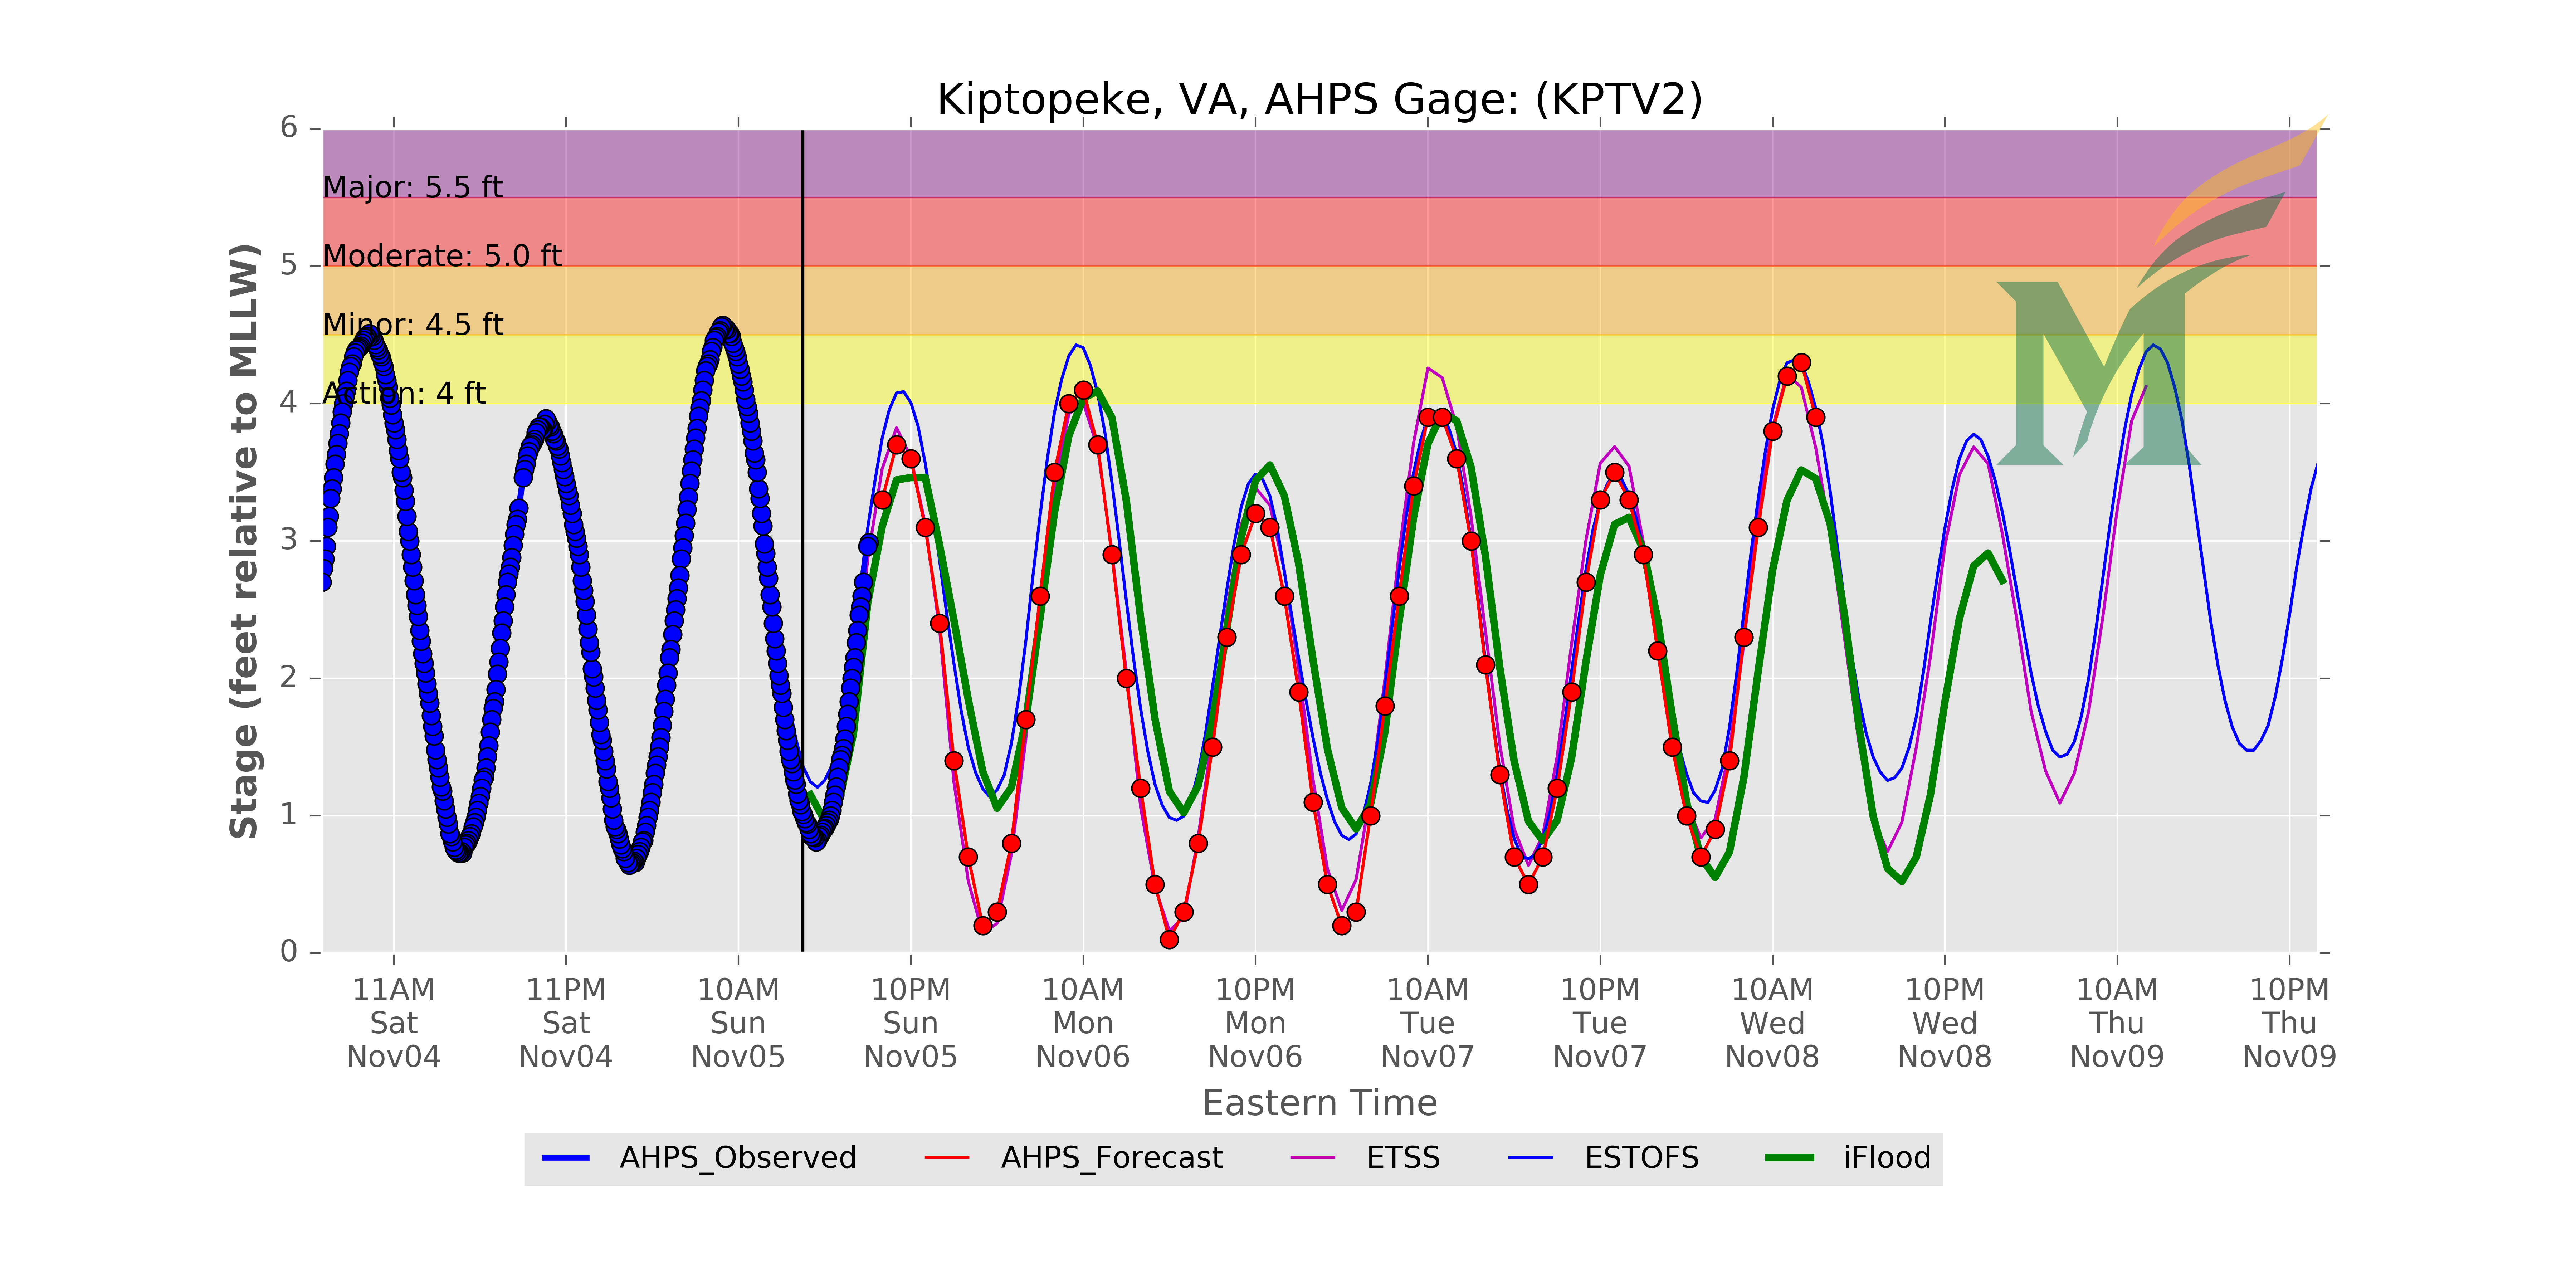 Kiptopeke, VA, AHPS Gage: (KPTV2)
6
5
4
3
2
1
0
Stage (feet relative to MLLW)
Major: 5.5 ft
Moderate: 5.0 ft
Minor: 4.5 ft
Action: 4 ft
M
11AM
Sat
Nov04
11PM
Sat
Nov04
10AM
Sun
Nov05
10PM
Sun
Nov05
10AM
Mon
Nov06
10PM
Mon
Nov06
10AM
Tue
Nov07
10PM
Tue
Nov07
10AM
Wed
Nov08
10PM
Wed
Nov08
10AM
Thu
Nov09
10PM
Thu
Nov09
Eastern Time
AHPS_Observed
AHPS_Forecast
ETSS
ESTOFS
iFlood